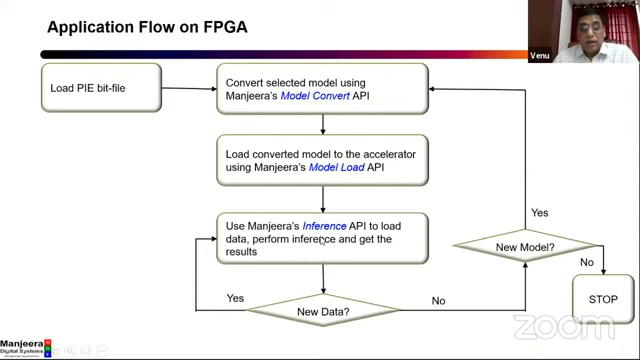 Application Flow on FPGA
Venu
Load PIE bit-file
Convert selected model using
Manjeera's Model Convert API
Load converted model to the accelerator
using Manjeera's Model Load API
Use Manjeera's Inference API to load
data, perform inference and get the
results
Yes
New Model?
No
STOP
Yes
New Data?
No
zoom
Manjeera
Digital Systems